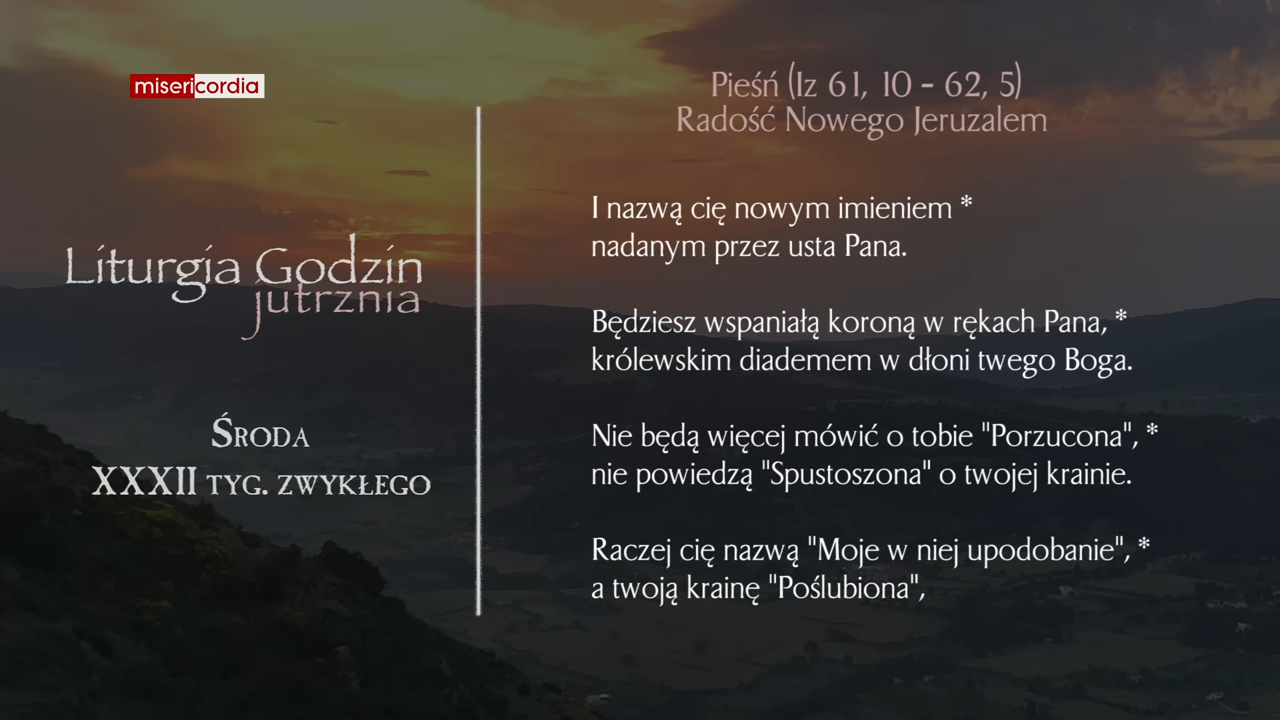 misericordia
Liturgia Godzin
jutrznia
Środa
XXXII tyg. zwykłego
Pieśń (Iz 61, 10 - 62, 5)
Radość Nowego Jeruzalem
I nazwą cię nowym imieniem *
nadanym przez usta Pana.
Będziesz wspaniałą koroną w rękach Pana, *
królewskim diademem w dłoni twego Boga.
Nie będą więcej mówić o tobie "Porzucona", *
nie powiedzą "Spustoszona" o twojej krainie.
Raczej cię nazwą "Moje w niej upodobanie", *
a twoją krainę "Poślubiona",